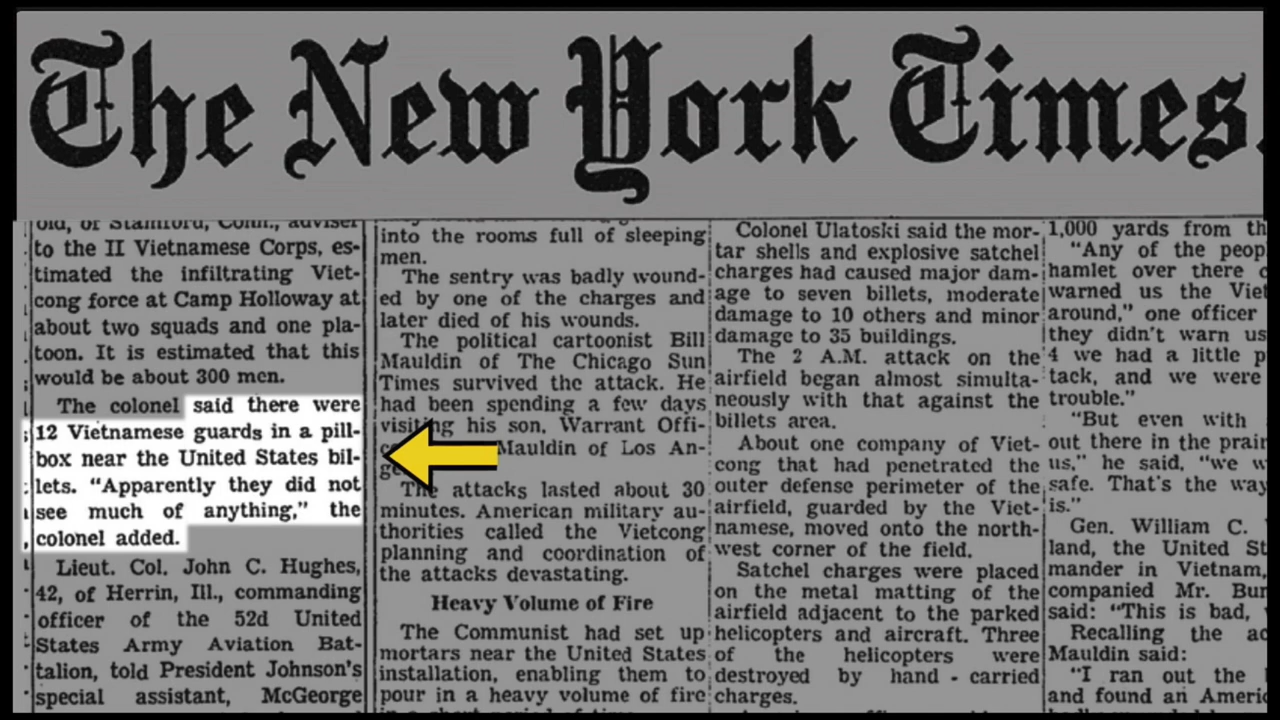 The New York Times.
old, of Stamford, Conn., adviser
to the II Vietnamese Corps, es-
timated the infiltrating Viet-
cong force at Camp Holloway at
about two squads and one pla-
toon. It is estimated that this
would be about 300 men.
The colonel said there were
12 Vietnamese guards in a pill-
box near the United States bil-
lets. “Apparently they did not
see much of anything,” the
colonel added.
Lieut. Col. John C. Hughes,
42, of Herrin, Ill., commanding
officer of the 52d United
States Army Aviation Bat-
talion, told President Johnson’s
special assistant, McGeorge
into the rooms full of sleeping
men.
The sentry was badly wound-
ed by one of the charges and
later died of his wounds.
The political cartoonist Bill
Mauldin of The Chicago Sun
Times survived the attack. He
had been spending a few days
visiting his son, Warrant Offi-
Mauldin of Los An-
The attacks lasted about 30
minutes. American military au-
thorities called the Vietcong
planning and coordination of
the attacks devastating.
Heavy Volume of Fire
The Communist had set up
mortars near the United States
installation, enabling them to
pour in a heavy volume of fire
Colonel Ulatoski said the mor-
tar shells and explosive satchel
charges had caused major dam-
age to seven billets, moderate
damage to 10 others and minor
damage to 35 buildings.
The 2 A.M. attack on the
airfield began almost simulta-
neously with that against the
billets area.
About one company of Viet-
cong that had penetrated the
outer defense perimeter of the
airfield, guarded by the Viet-
namese, moved onto the north-
west corner of the field.
Satchel charges were placed
on the metal matting of the
airfield adjacent to the parked
helicopters and aircraft. Three
of the helicopters were
destroyed by hand-carried
charges.
1,000 yards from th
“Any of the peop
hamlet over there
warned us the Viet
around,” one officer
they didn’t warn us
4 we had a little p
tack, and we were
trouble.”
“But even with
out there in the prair
us,” he said, “we w
safe. That’s the way
is.”
Gen. William C.
land, the United St
mander in Vietnam,
companied Mr. Bun
said: “This is bad,
Recalling the ac
Mauldin said:
“I ran out the
and found an Americ